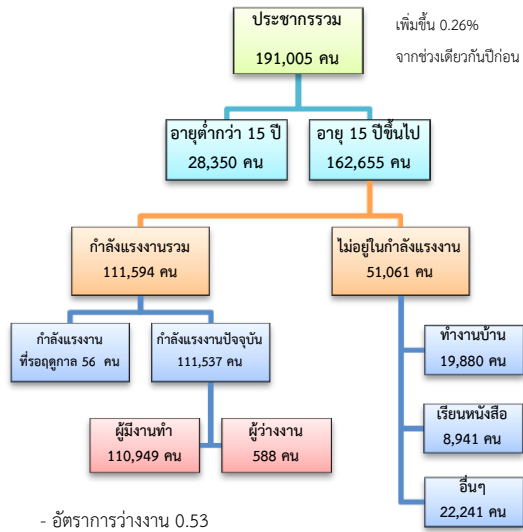 ประชากรรวม
191,005 คน
เพิ่มขึ้น 0.26%
จากช่วงเดียวกันปีก่อน
อายุต่ำกว่า 15 ปี
28,350 คน
อายุ 15 ปีขึ้นไป
162,655 คน
กำลังแรงงานรวม
111,594 คน
ไม่อยู่ในกำลังแรงงาน
51,061 คน
กำลังแรงงาน
ที่รอฤดูกาล 56 คน
กำลังแรงงานปัจจุบัน
111,537 คน
ทำงานบ้าน
19,880 คน
เรียนหนังสือ
8,941 คน
อื่นๆ
22,241 คน
ผู้มีงานทำ
110,949 คน
ผู้ว่างงาน
588 คน
- อัตราการว่างงาน 0.53